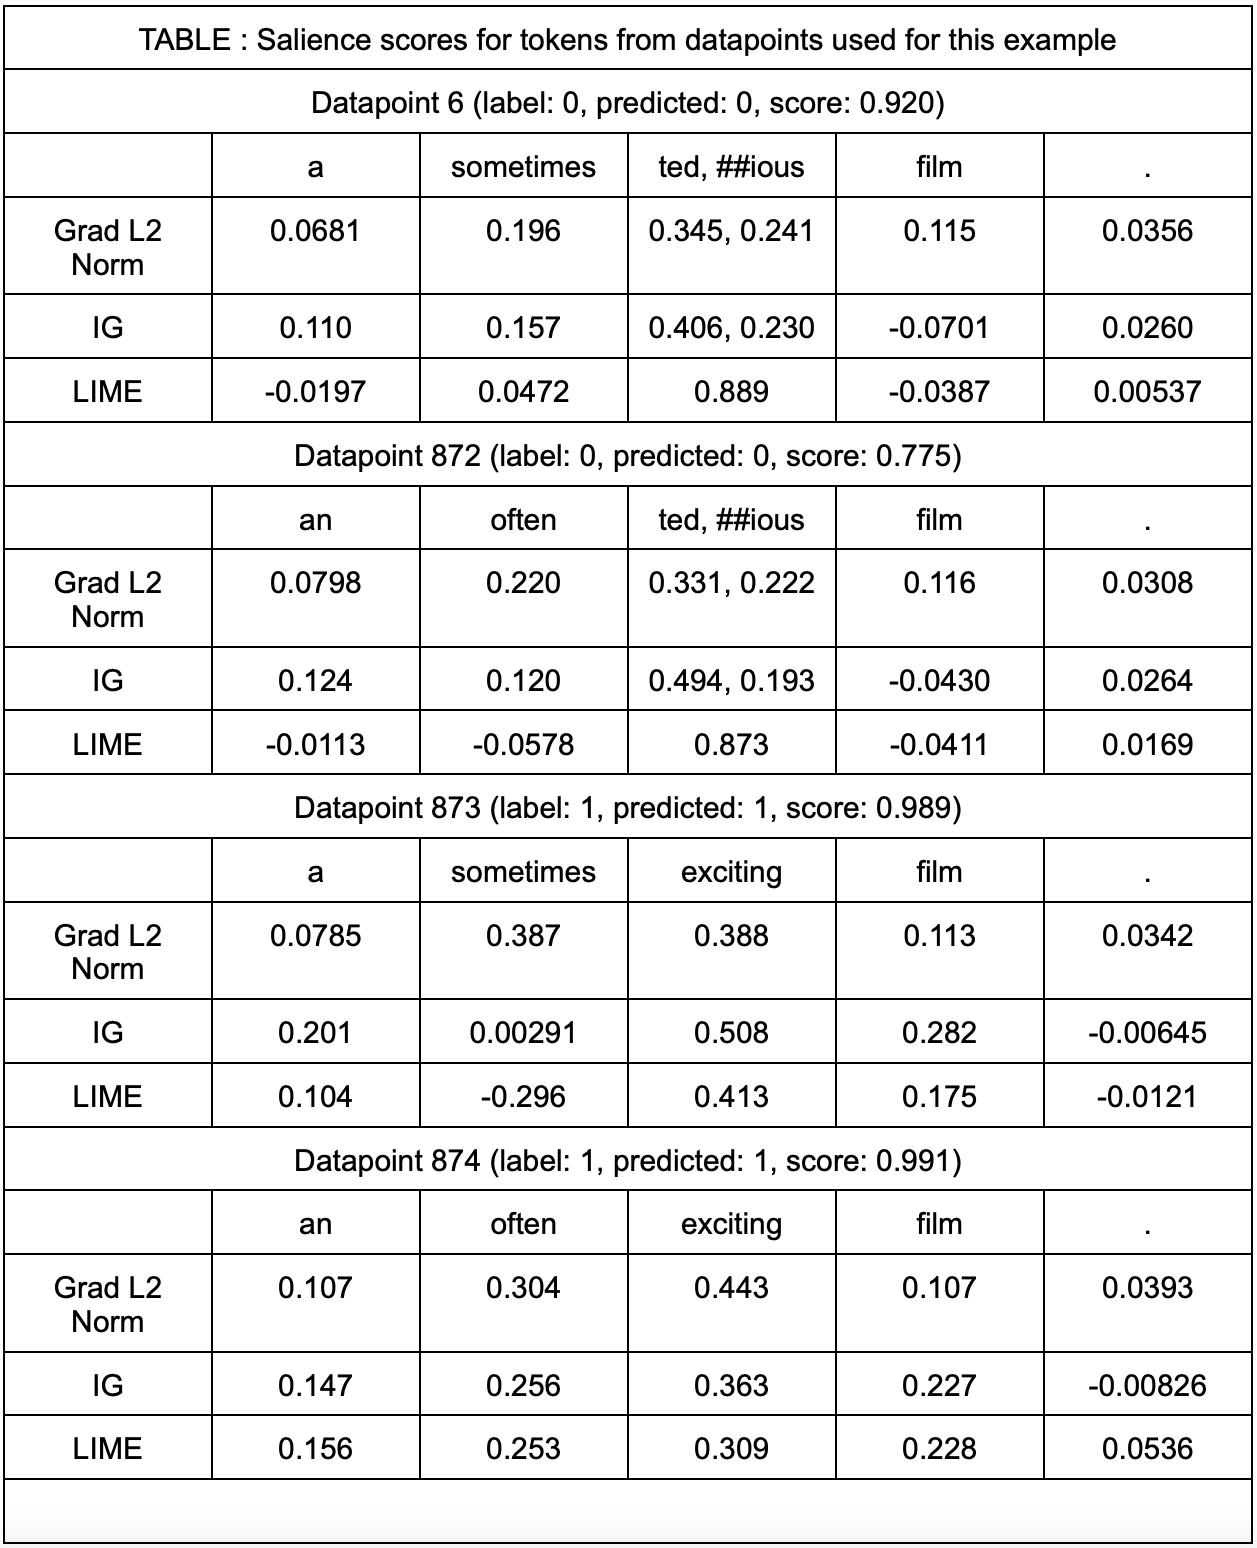 TABLE : Salience scores for tokens from datapoints used for this example
Datapoint 6 (label: 0, predicted: 0, score: 0.920)
a sometimes ted, ##ious film .
Grad L2 Norm 0.0681 0.196 0.345, 0.241 0.115 0.0356
IG 0.110 0.157 0.406, 0.230 -0.0701 0.0260
LIME -0.0197 0.0472 0.889 -0.0387 0.00537
Datapoint 872 (label: 0, predicted: 0, score: 0.775)
an often ted, ##ious film .
Grad L2 Norm 0.0798 0.220 0.331, 0.222 0.116 0.0308
IG 0.124 0.120 0.494, 0.193 -0.0430 0.0264
LIME -0.0113 -0.0578 0.873 -0.0411 0.0169
Datapoint 873 (label: 1, predicted: 1, score: 0.989)
a sometimes exciting film .
Grad L2 Norm 0.0785 0.387 0.388 0.113 0.0342
IG 0.201 0.00291 0.508 0.282 -0.00645
LIME 0.104 -0.296 0.413 0.175 -0.0121
Datapoint 874 (label: 1, predicted: 1, score: 0.991)
an often exciting film .
Grad L2 Norm 0.107 0.304 0.443 0.107 0.0393
IG 0.147 0.256 0.363 0.227 -0.00826
LIME 0.156 0.253 0.309 0.228 0.0536